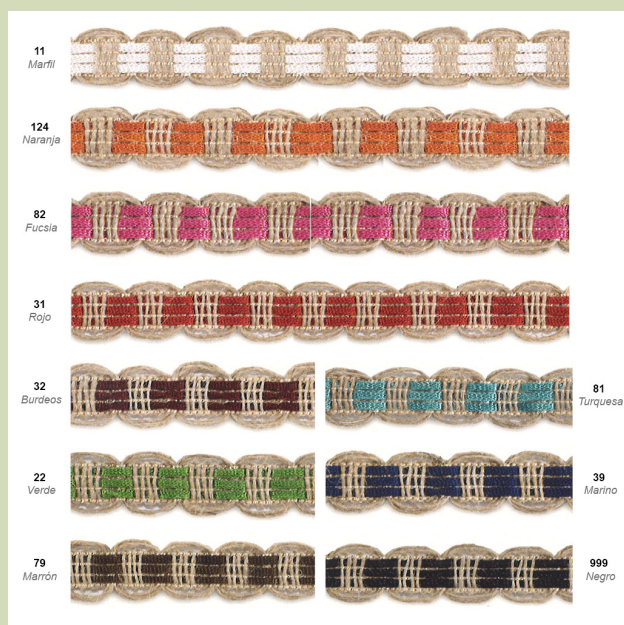 11
Marfil
124
Naranja
82
Fucsia
31
Rojo
32
Burdeos
81
Turquesa
22
Verde
39
Marino
79
Marrón
999
Negro